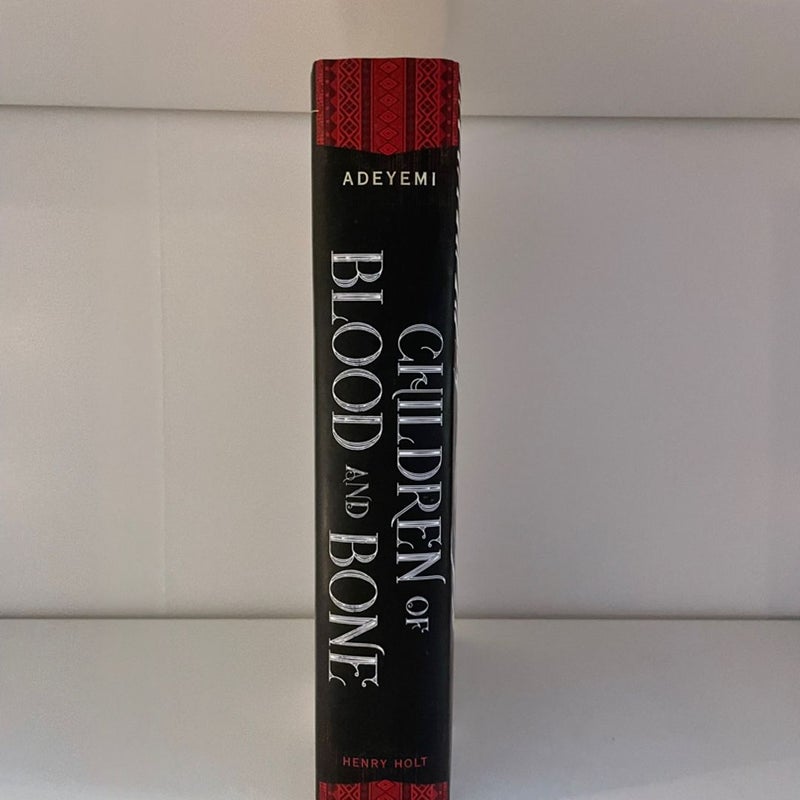 ADEYEMI
CHILDREN OF
BLOOD AND BONE
HENRY HOLT